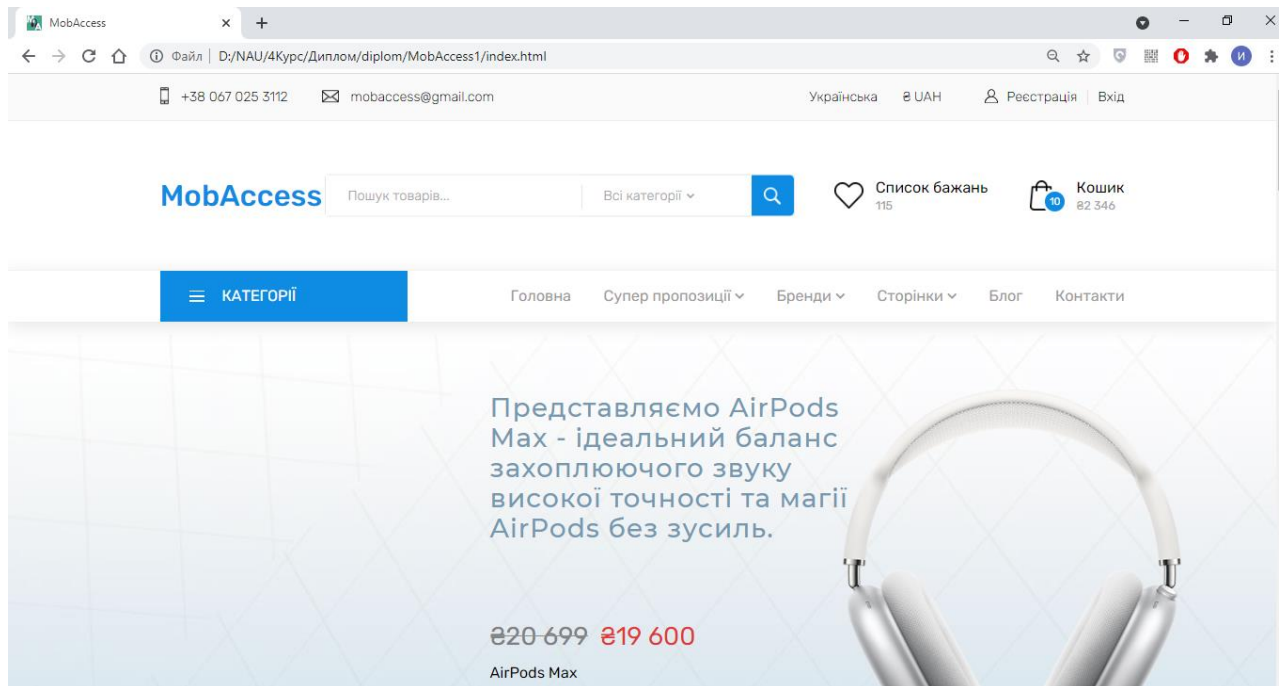 MobAccess
Файл | D:/NAU/4Курс/Диплом/diplom/MobAccess1/index.html
И
+38 067 025 3112 mobaccess@gmail.com Українська ₴ UAH Реєстрація Вхід
MobAccess Пошук товарів... Всі категорії Список бажань 115 10 Кошик ₴2 346
КАТЕГОРІЇ Головна Супер пропозиції Бренди Сторінки Блог Контакти
Представляємо AirPods
Max - ідеальний баланс
захоплюючого звуку
високої точності та магії
AirPods без зусиль.
₴20 699 ₴19 600
AirPods Max